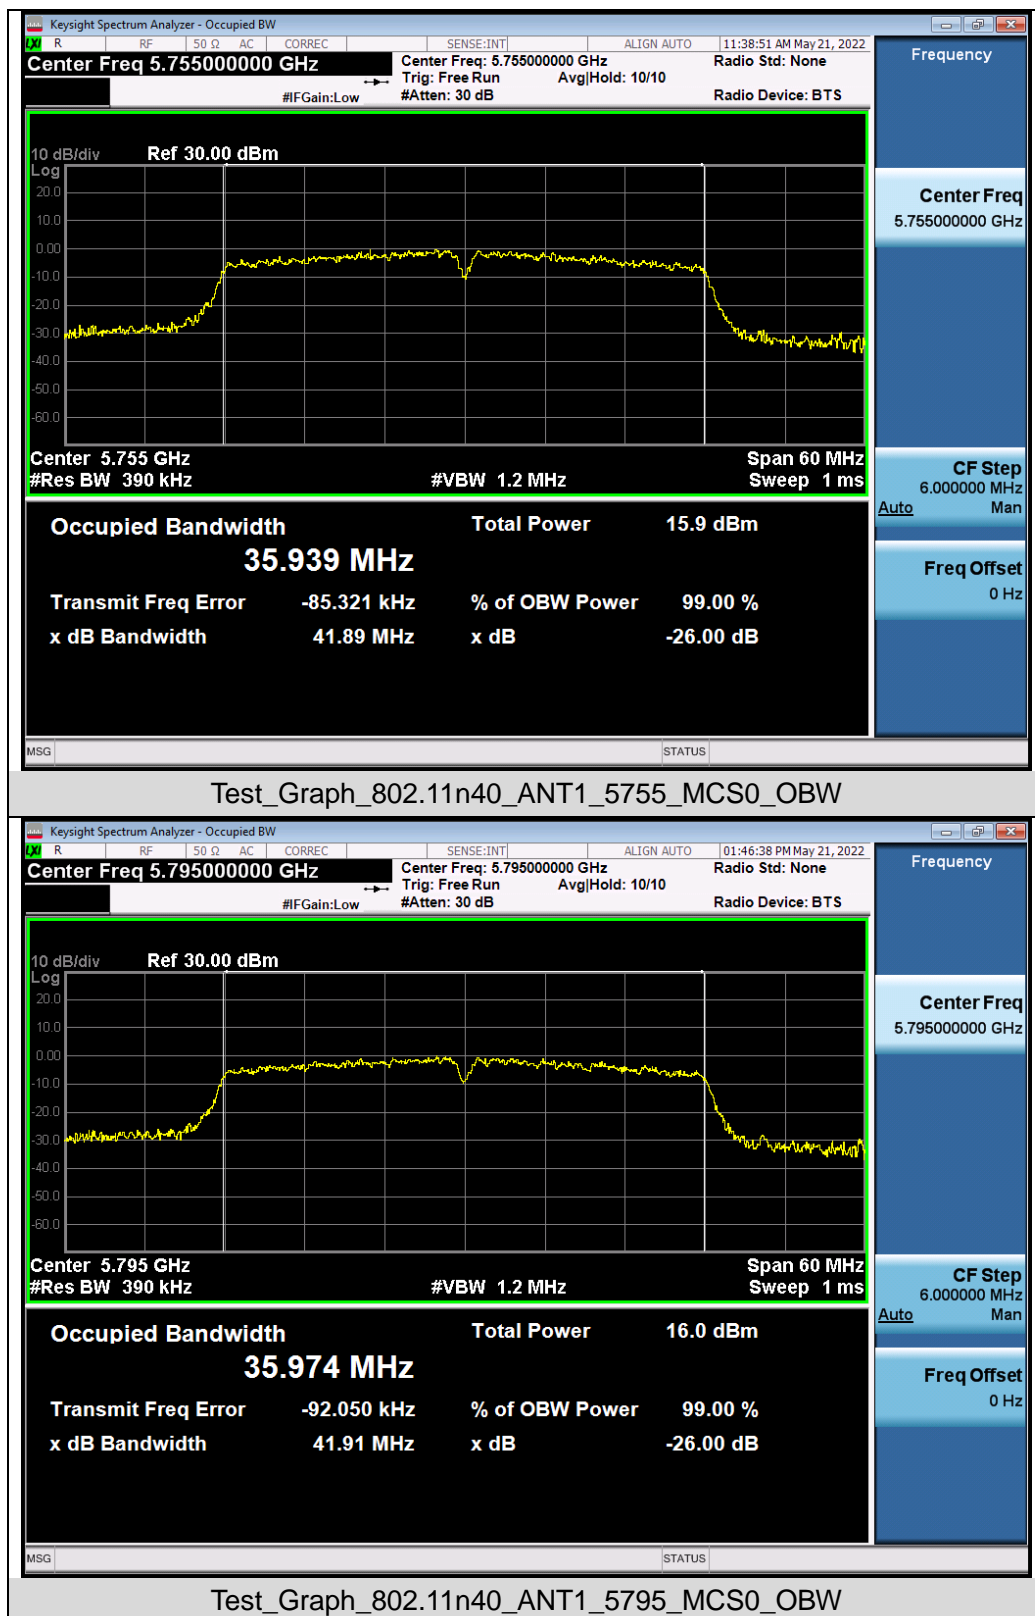 Keysight Spectrum Analyzer - Occupied BW
LXI R RF 50 Ω AC CORREC SENSE:INT ALIGN AUTO 11:38:51 AM May 21, 2022
Center Freq 5.755000000 GHz
Center Freq: 5.755000000 GHz Radio Std: None
Trig: Free Run Avg|Hold: 10/10
#IFGain:Low #Atten: 30 dB Radio Device: BTS
Frequency
10 dB/div Ref 30.00 dBm
Log
20.0
10.0
0.00
-10.0
-20.0
-30.0
-40.0
-50.0
-60.0
Center Freq
5.755000000 GHz
Center 5.755 GHz Span 60 MHz
#Res BW 390 kHz #VBW 1.2 MHz Sweep 1 ms
CF Step
6.000000 MHz
Auto Man
Freq Offset
0 Hz
Occupied Bandwidth Total Power 15.9 dBm
35.939 MHz
Transmit Freq Error -85.321 kHz % of OBW Power 99.00 %
x dB Bandwidth 41.89 MHz x dB -26.00 dB
MSG STATUS
Test_Graph_802.11n40_ANT1_5755_MCS0_OBW
Keysight Spectrum Analyzer - Occupied BW
LXI R RF 50 Ω AC CORREC SENSE:INT ALIGN AUTO 01:46:38 PM May 21, 2022
Center Freq 5.795000000 GHz
Center Freq: 5.795000000 GHz Radio Std: None
Trig: Free Run Avg|Hold: 10/10
#IFGain:Low #Atten: 30 dB Radio Device: BTS
Frequency
10 dB/div Ref 30.00 dBm
Log
20.0
10.0
0.00
-10.0
-20.0
-30.0
-40.0
-50.0
-60.0
Center Freq
5.795000000 GHz
Center 5.795 GHz Span 60 MHz
#Res BW 390 kHz #VBW 1.2 MHz Sweep 1 ms
CF Step
6.000000 MHz
Auto Man
Freq Offset
0 Hz
Occupied Bandwidth Total Power 16.0 dBm
35.974 MHz
Transmit Freq Error -92.050 kHz % of OBW Power 99.00 %
x dB Bandwidth 41.91 MHz x dB -26.00 dB
MSG STATUS
Test_Graph_802.11n40_ANT1_5795_MCS0_OBW